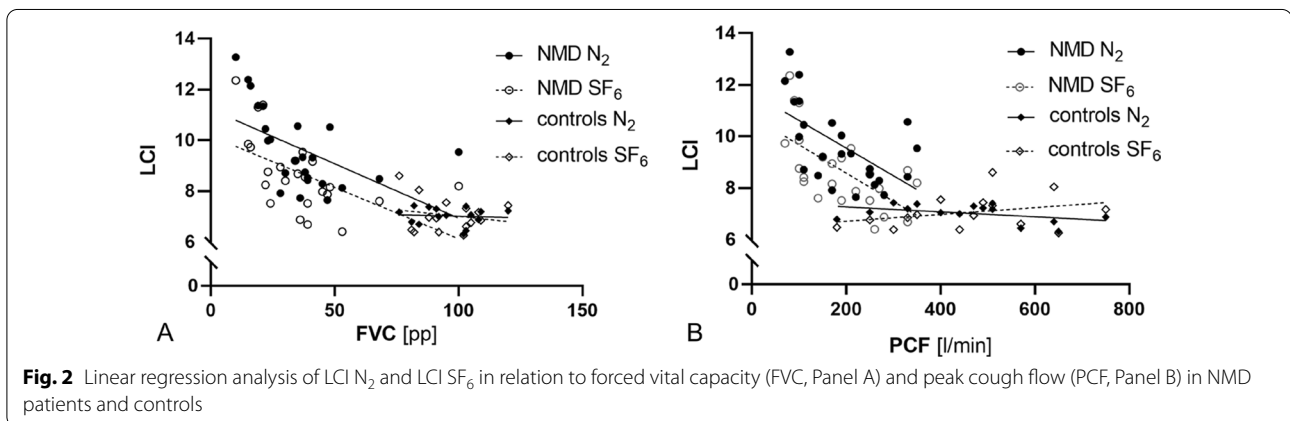 14
12
10
8
6
0
LCI
0
50
100
150
FVC [pp]
A
NMD N₂
NMD SF₆
controls N₂
controls SF₆
14
12
10
8
6
0
LCI
0
200
400
600
800
PCF [l/min]
B
NMD N₂
NMD SF₆
controls N₂
controls SF₆
Fig. 2 Linear regression analysis of LCI N₂ and LCI SF₆ in relation to forced vital capacity (FVC, Panel A) and peak cough flow (PCF, Panel B) in NMD
patients and controls